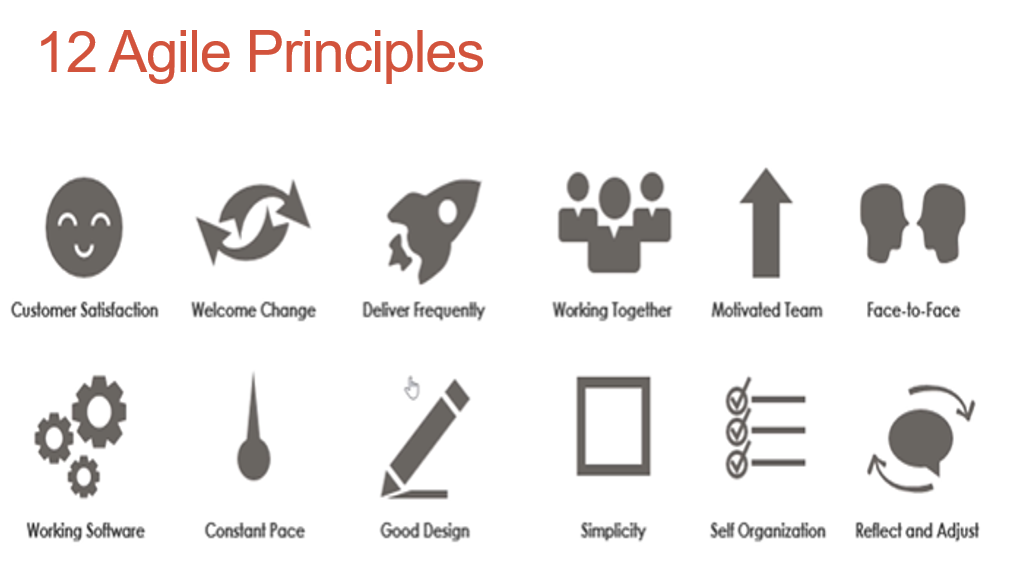 12 Agile Principles
Customer Satisfaction
Welcome Change
Deliver Frequently
Working Together
Motivated Team
Face-to-Face
Working Software
Constant Pace
Good Design
Simplicity
Self Organization
Reflect and Adjust